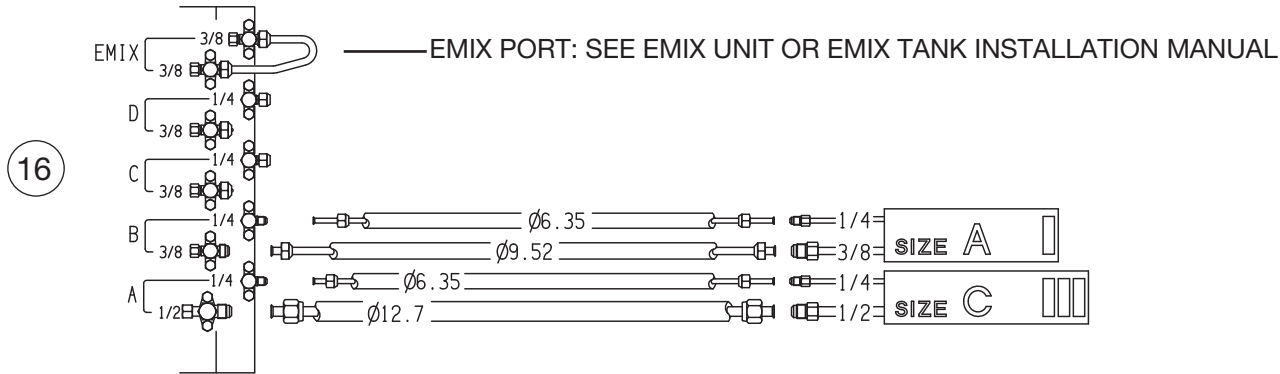 3/8
EMIX
3/8
EMIX PORT: SEE EMIX UNIT OR EMIX TANK INSTALLATION MANUAL
1/4
D
3/8
16
1/4
C
3/8
1/4
B
3/8
Ø6.35
1/4
Ø9.52
3/8
SIZE A
1/4
A
1/2
Ø6.35
1/4
Ø12.7
1/2
SIZE C